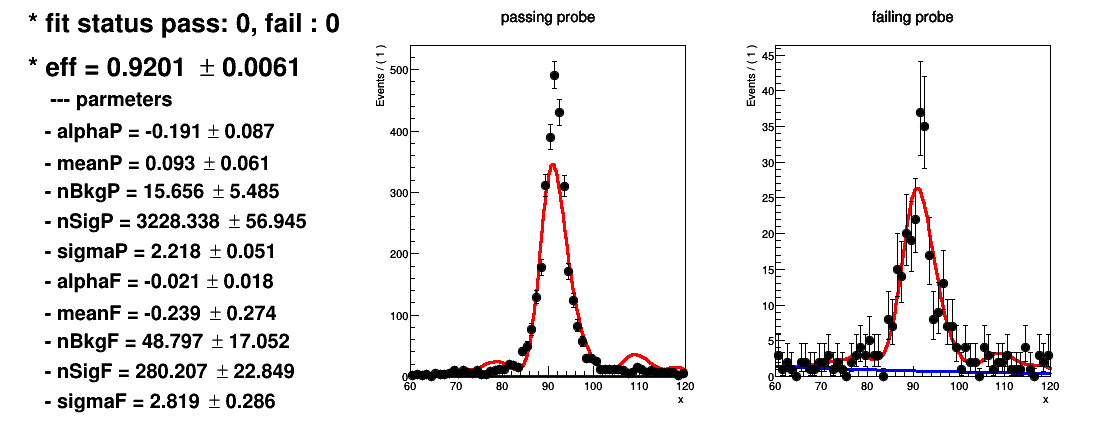 * fit status pass: 0, fail : 0
* eff = 0.9201 ± 0.0061
--- parmeters
- alphaP = -0.191 ± 0.087
- meanP = 0.093 ± 0.061
- nBkgP = 15.656 ± 5.485
- nSigP = 3228.338 ± 56.945
- sigmaP = 2.218 ± 0.051
- alphaF = -0.021 ± 0.018
- meanF = -0.239 ± 0.274
- nBkgF = 48.797 ± 17.052
- nSigF = 280.207 ± 22.849
- sigmaF = 2.819 ± 0.286
passing probe
Events / ( 1 )
500
400
300
200
100
0
60 70 80 90 100 110 120
x
failing probe
Events / ( 1 )
45
40
35
30
25
20
15
10
5
0
60 70 80 90 100 110 120
x